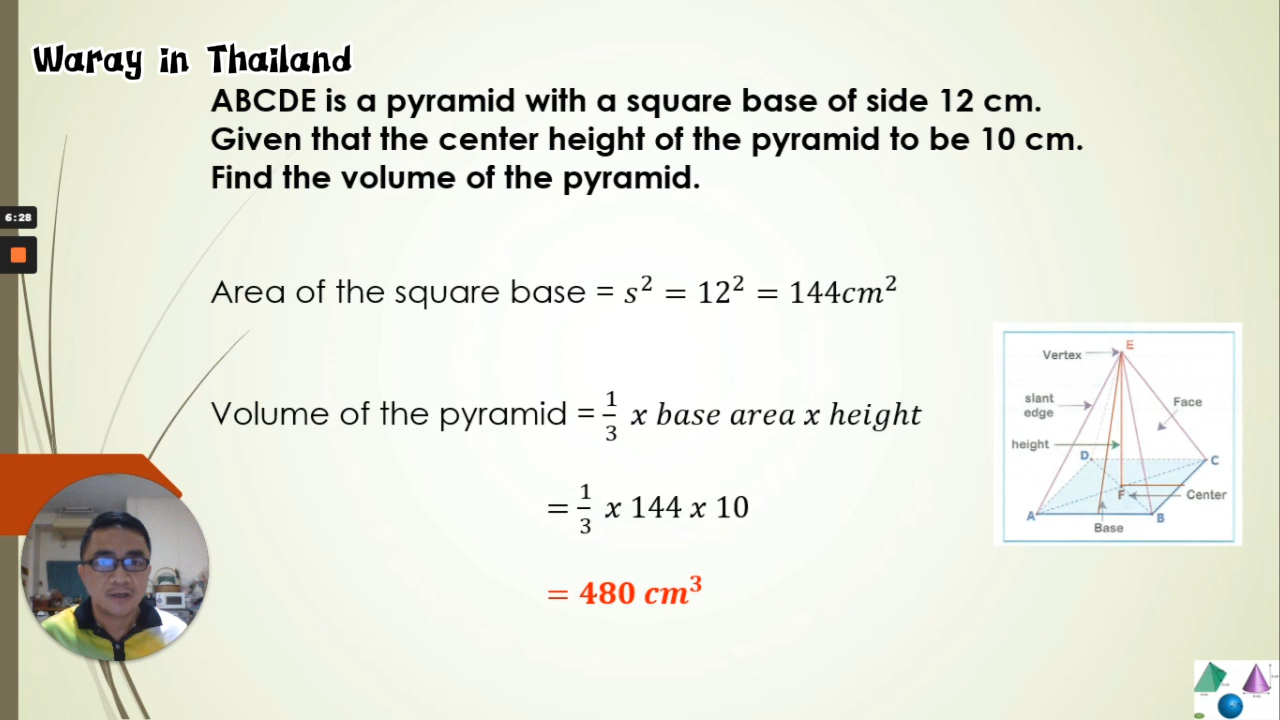 Waray in Thailand
ABCDE is a pyramid with a square base of side 12 cm.
Given that the center height of the pyramid to be 10 cm.
Find the volume of the pyramid.
6:28
Area of the square base = s² = 12² = 144cm²
Volume of the pyramid = 1/3 x base area x height
= 1/3 x 144 x 10
= 480 cm³
E
Vertex
slant
edge
Face
height
D
C
F
Center
A
B
Base